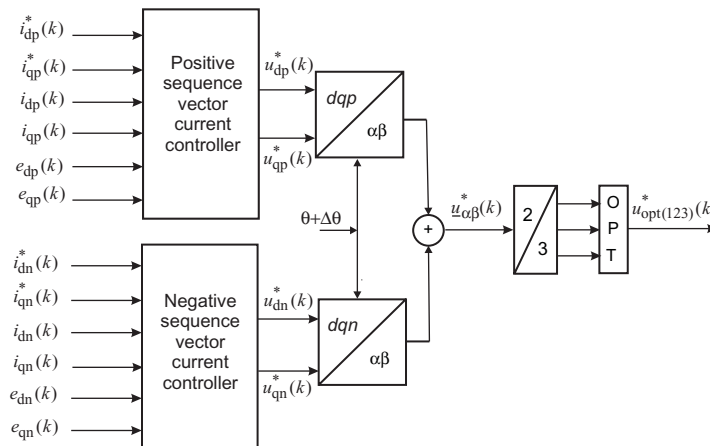 i*dp(k)
i*qp(k)
idp(k)
iqp(k)
edp(k)
eqp(k)
Positive
sequence
vector
current
controller
u*dp(k)
u*qp(k)
dqp
αβ
θ+Δθ
i*dn(k)
i*qn(k)
idn(k)
iqn(k)
edn(k)
eqn(k)
Negative
sequence
vector
current
controller
u*dn(k)
u*qn(k)
dqn
αβ
+
u*αβ(k)
2
3
O
P
T
u*opt(123)(k